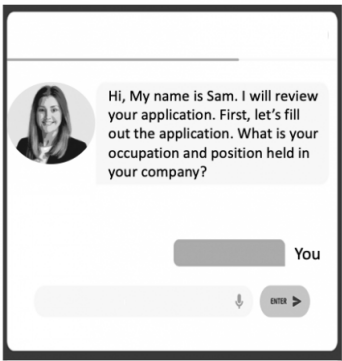 Hi, My name is Sam. I will review
your application. First, let's fill
out the application. What is your
occupation and position held in
your company?
You
ENTER